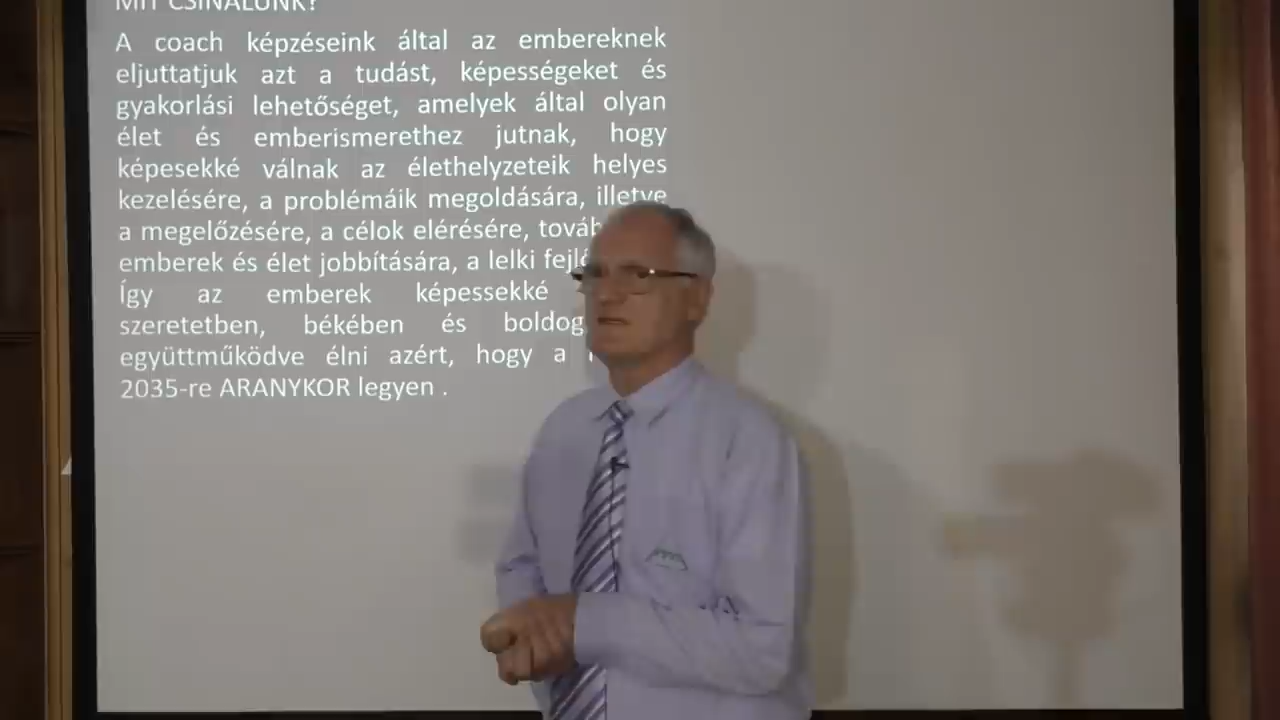 MIT CSINÁLUNK?
A coach képzéseink által az embereknek
eljuttatjuk azt a tudást, képességeket és
gyakorlási lehetőséget, amelyek által olyan
élet és emberismerethez jutnak, hogy
képesekké válnak az élethelyzeteik helyes
kezelésére, a problémáik megoldására, illetve
a megelőzésére, a célok elérésére,
emberek és élet jobbítására, a lelki
Így az emberek képessekké
szeretetben, békében és
együttműködve élni azért, hogy a
2035-re ARANYKOR legyen .